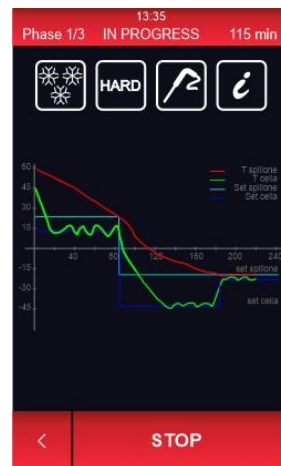 13:35
Phase 1/3 IN PROGRESS 115 min
HARD
i
T spillone
T cella
Set spillone
Set cella
60
45
30
15
40 80 120 160 200 240
-15
-30
-45
set spillone
set cella
< STOP